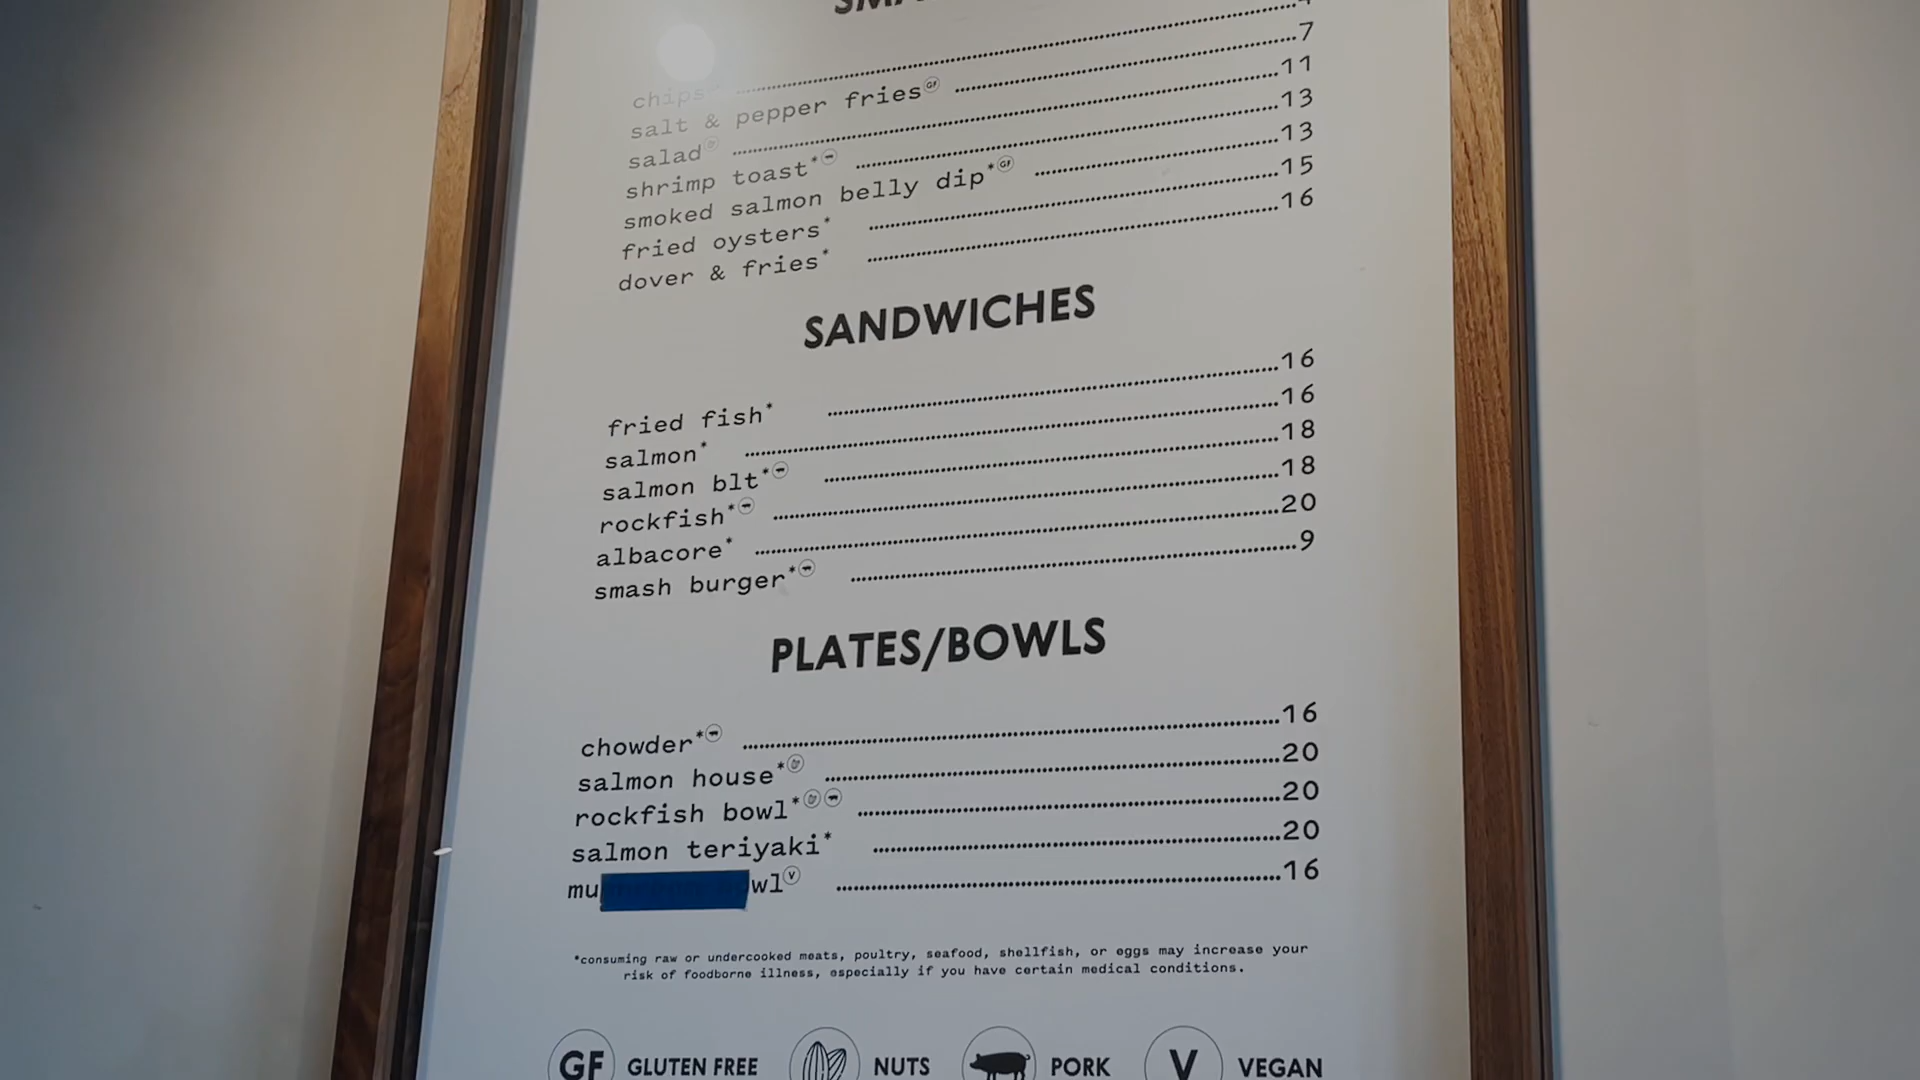 chips 4
salt & pepper fries GF 7
salad 11
shrimp toast* 13
smoked salmon belly dip* GF 13
fried oysters* 15
dover & fries* 16
SANDWICHES
fried fish* 16
salmon* 16
salmon blt* 18
rockfish* 18
albacore* 20
smash burger* 9
PLATES/BOWLS
chowder* 16
salmon house* 20
rockfish bowl* 20
salmon teriyaki* 20
V 16
*consuming raw or undercooked meats, poultry, seafood, shellfish, or eggs may increase your
risk of foodborne illness, especially if you have certain medical conditions.
GF GLUTEN FREE NUTS PORK V VEGAN